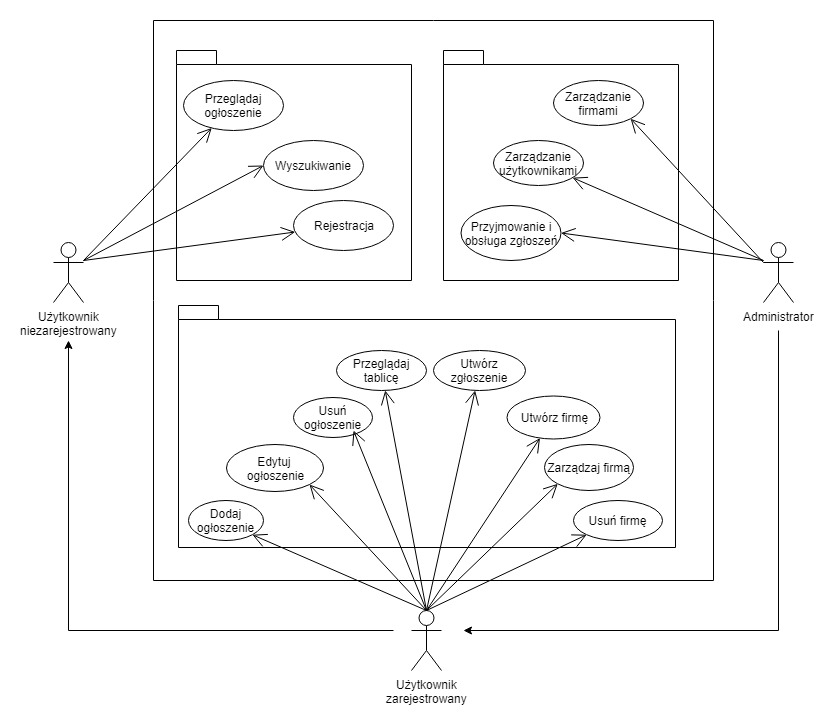 Przeglądaj
ogłoszenie
Wyszukiwanie
Rejestracja
Zarządzanie
firmami
Zarządzanie
użytkownikami
Przyjmowanie i
obsługa zgłoszeń
Użytkownik
niezarejestrowany
Administrator
Przeglądaj
tablicę
Utwórz
zgłoszenie
Usuń
ogłoszenie
Utwórz firmę
Edytuj
ogłoszenie
Zarządzaj firmą
Dodaj
ogłoszenie
Usuń firmę
Użytkownik
zarejestrowany